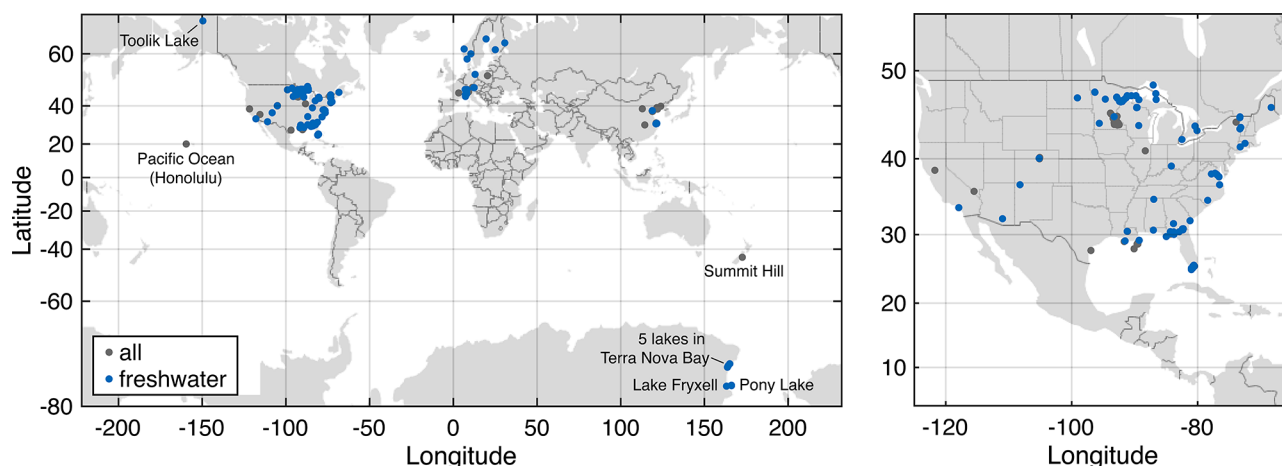 Toolik Lake
Pacific Ocean
(Honolulu)
Summit Hill
5 lakes in
Terra Nova Bay
Lake Fryxell
Pony Lake
all
freshwater
60
40
20
0
-20
-40
-60
-80
Latitude
-200
-150
-100
-50
0
50
100
150
200
Longitude
50
40
30
20
10
-120
-100
-80
Longitude